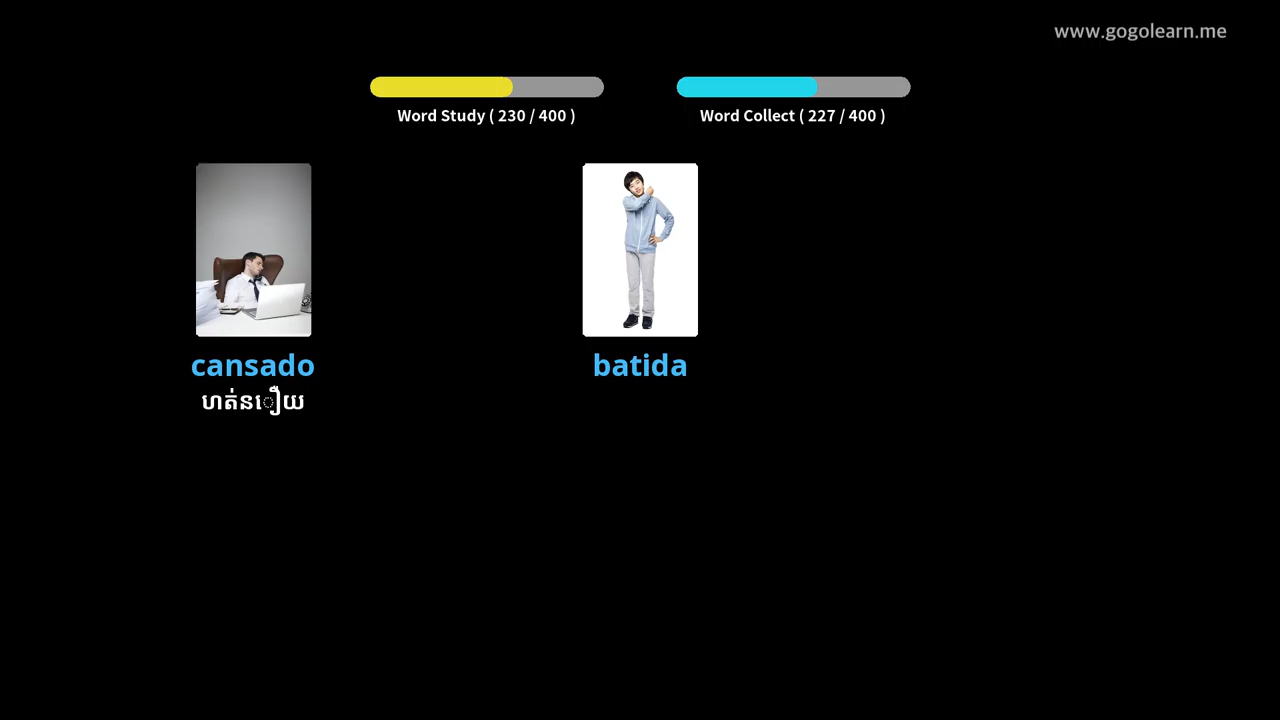 www.gogolearn.me
Word Study ( 230 / 400 )
Word Collect ( 227 / 400 )
cansado
batida
ហត់នឿយ